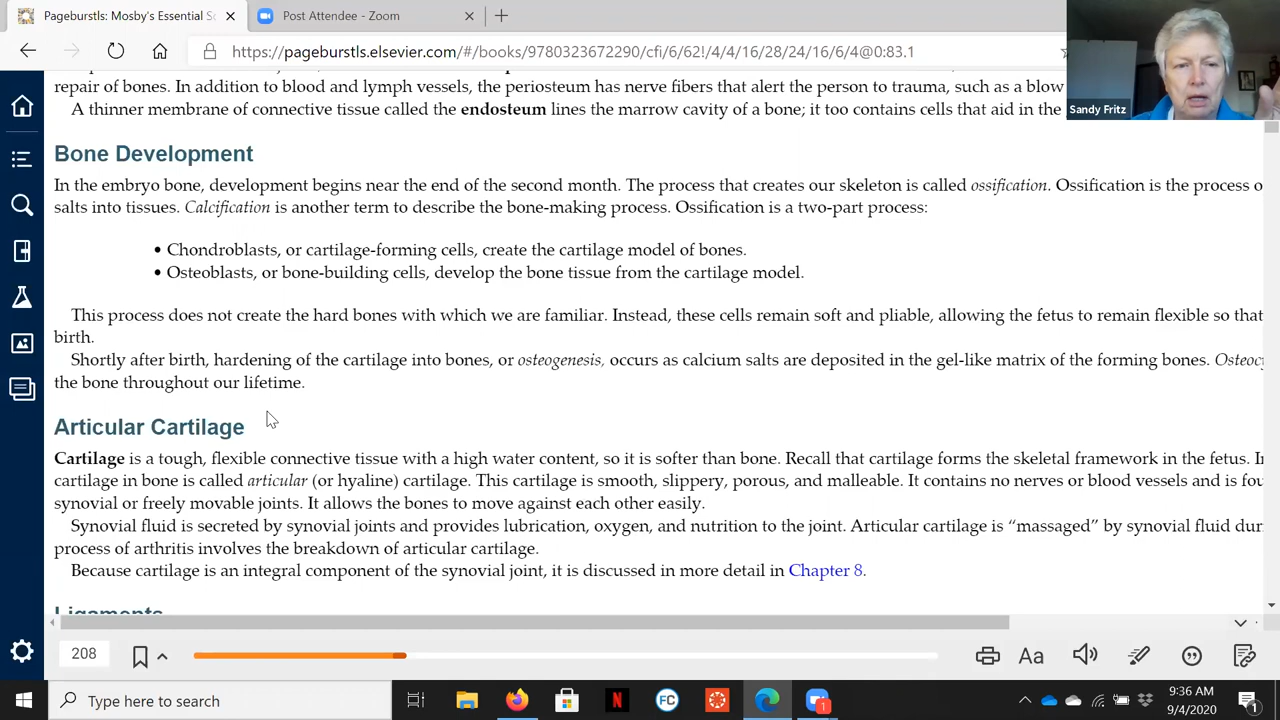 Pageburstls: Mosby's Essential Sc
Post Attendee - Zoom
https://pageburstls.elsevier.com/#/books/9780323672290/cfi/6/62!/4/4/16/28/24/16/6/4@0:83.1
Sandy Fritz
repair of bones. In addition to blood and lymph vessels, the periosteum has nerve fibers that alert the person to trauma, such as a blow
A thinner membrane of connective tissue called the endosteum lines the marrow cavity of a bone; it too contains cells that aid in the
Bone Development
In the embryo bone, development begins near the end of the second month. The process that creates our skeleton is called ossification. Ossification is the process o
salts into tissues. Calcification is another term to describe the bone-making process. Ossification is a two-part process:
• Chondroblasts, or cartilage-forming cells, create the cartilage model of bones.
• Osteoblasts, or bone-building cells, develop the bone tissue from the cartilage model.
This process does not create the hard bones with which we are familiar. Instead, these cells remain soft and pliable, allowing the fetus to remain flexible so that
birth.
Shortly after birth, hardening of the cartilage into bones, or osteogenesis, occurs as calcium salts are deposited in the gel-like matrix of the forming bones. Osteoc
the bone throughout our lifetime.
Articular Cartilage
Cartilage is a tough, flexible connective tissue with a high water content, so it is softer than bone. Recall that cartilage forms the skeletal framework in the fetus. I
cartilage in bone is called articular (or hyaline) cartilage. This cartilage is smooth, slippery, porous, and malleable. It contains no nerves or blood vessels and is fou
synovial or freely movable joints. It allows the bones to move against each other easily.
Synovial fluid is secreted by synovial joints and provides lubrication, oxygen, and nutrition to the joint. Articular cartilage is “massaged” by synovial fluid dur
process of arthritis involves the breakdown of articular cartilage.
Because cartilage is an integral component of the synovial joint, it is discussed in more detail in Chapter 8.
Ligaments
208
Aa
Type here to search
N
FC
1
9:36 AM
9/4/2020
1